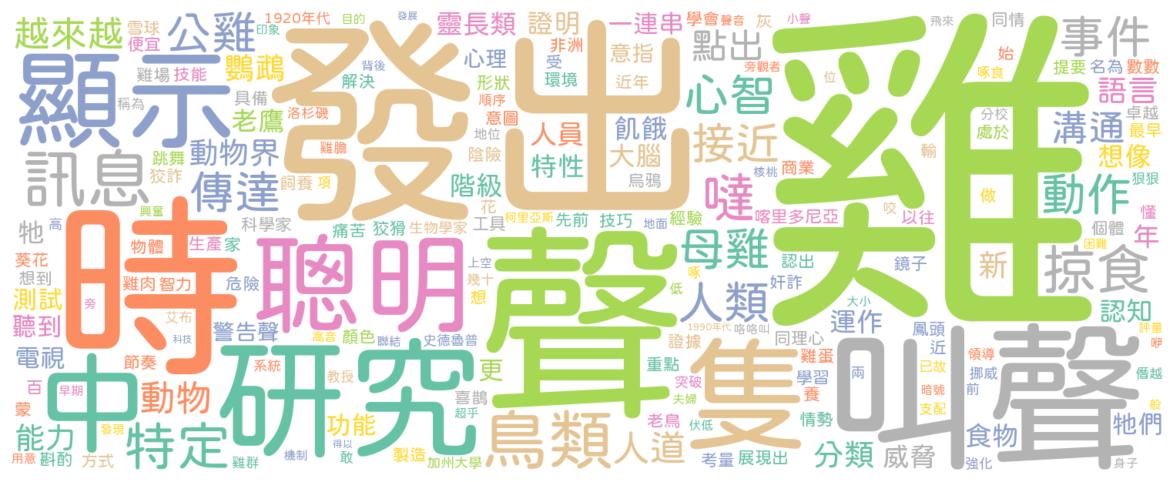 越來越
雪球
便宜
公雞
印象
1920年代
目的
發展
靈長類
證明
一連串
學會
聲音
灰
小聲
飛來
同情
事件
顯示
雞場
技能
鸚鵡
發
解決
背後
心理
非洲
受
意指
點出
旁觀者
雞
位
啄食
始
提要
名為
數數
語言
稱為
具備
老鷹
洛杉磯
形狀
環境
近年
出
順序
意圖
心智
分校
處於
卓越
最早
溝通
想像
訊息
跳舞
狡詐
動物界
傳達
雞膽
飼養
項
地位
陰險
階級
人員
特性
飢餓
大腦
烏鴉
接近
商業
核桃
輸
做
狠狠
動作
牠
高
興奮
物體
生產
家
時
科學家
痛苦
狡猾
花
工具
柯里亞斯
生物學家
先前
技巧
地面
經驗
噠
喀里多尼亞
咬
以往
懂
個體
年
葵花
想到
測試
聽到
旁
雞肉
智力
艾布
科技
危險
聰明
上空
幾十
想
聲
啄
低
母雞
認出
奸詐
人類
鏡子
新
困難
掠食
大小
運作
認知
電視
節奏
警告聲
高音
顏色
聯結
史德魯普
證據
1990年代
咯咯叫
同理心
鳳頭
近
叫聲
評量
咿
百
早期
蒙
中
動物
研究
系統
教授
更
喜鵲
超乎
重點
突破
夫婦
隻
雞蛋
學習
養
兩
已故
暗號
支配
領導
挪威
前
僭越
般
牠們
能力
發現
用意
斟酌
方式
特定
雞群
功能
得以
敢
機制
製造
加州大學
鳥類
人道
老鳥
伏低
考量
展現出
情勢
分類
威脅
食物
強化
身子